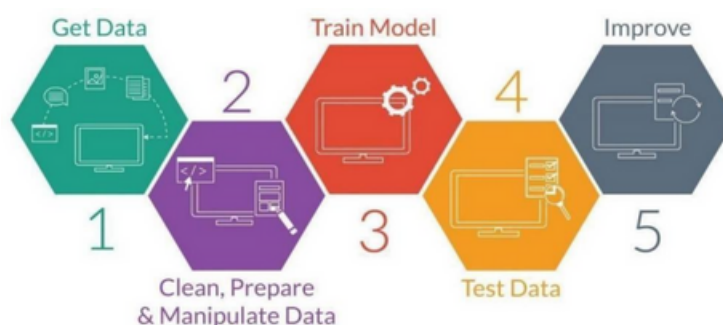 Get Data
1
2
Clean, Prepare
& Manipulate Data
</>
</>
Train Model
3
4
Test Data
Improve
5